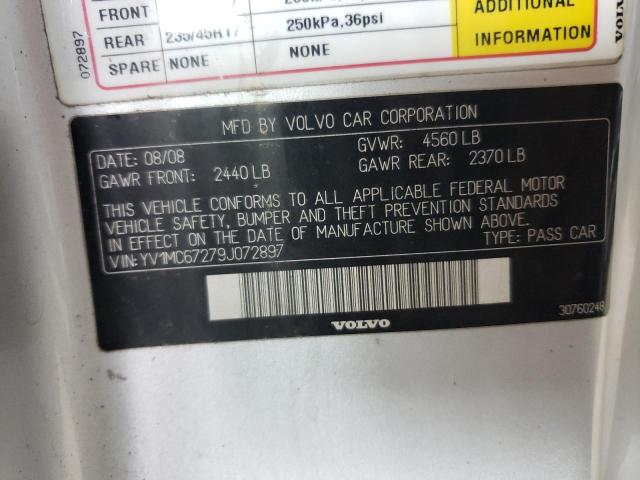 FRONT
REAR 235/45R17 250kPa,36psi
SPARE NONE NONE
ADDITIONAL
INFORMATION
072897
VOLVO
MFD BY VOLVO CAR CORPORATION
DATE: 08/08 GVWR: 4560 LB
GAWR FRONT: 2440 LB GAWR REAR: 2370 LB
THIS VEHICLE CONFORMS TO ALL APPLICABLE FEDERAL MOTOR
VEHICLE SAFETY, BUMPER AND THEFT PREVENTION STANDARDS
IN EFFECT ON THE DATE OF MANUFACTURE SHOWN ABOVE.
VIN: YV1MC67279J072897 TYPE: PASS CAR
VOLVO
30760248